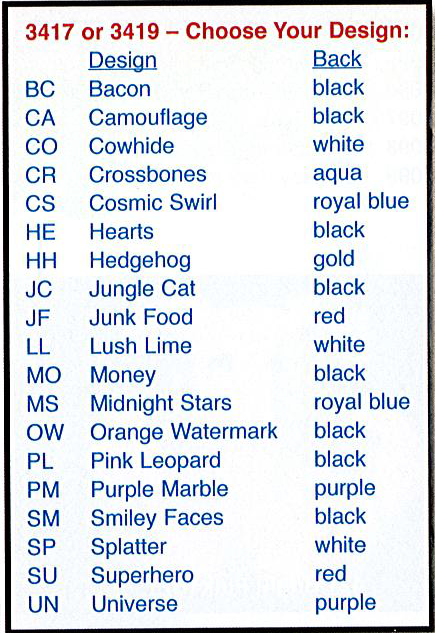 3417 or 3419 – Choose Your Design:
Design Back
BC Bacon black
CA Camouflage black
CO Cowhide white
CR Crossbones aqua
CS Cosmic Swirl royal blue
HE Hearts black
HH Hedgehog gold
JC Jungle Cat black
JF Junk Food red
LL Lush Lime white
MO Money black
MS Midnight Stars royal blue
OW Orange Watermark black
PL Pink Leopard black
PM Purple Marble purple
SM Smiley Faces black
SP Splatter white
SU Superhero red
UN Universe purple